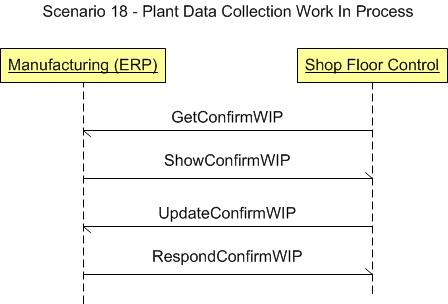 Scenario 18 - Plant Data Collection Work In Process
Manufacturing (ERP)
Shop Floor Control
GetConfirmWIP
ShowConfirmWIP
UpdateConfirmWIP
RespondConfirmWIP